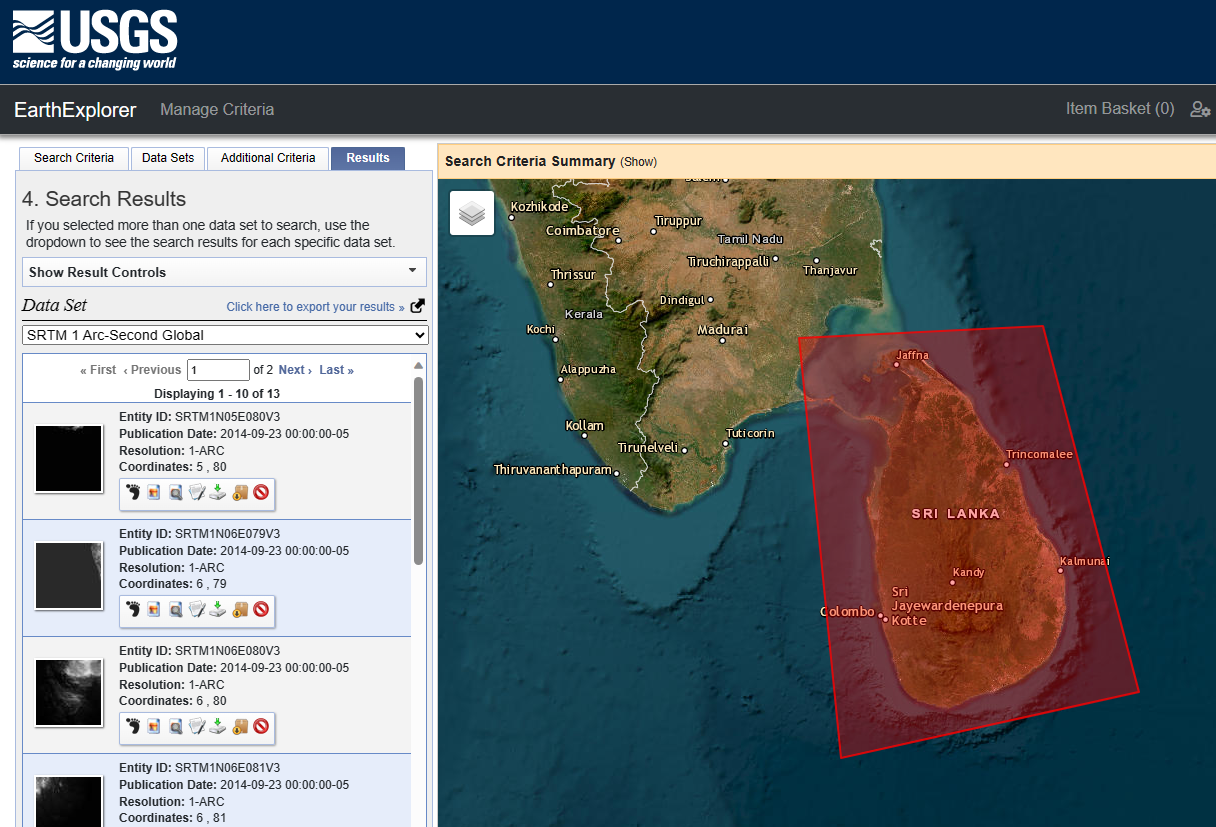 USGS
science for a changing world
EarthExplorer Manage Criteria Item Basket (0)
Search Criteria Data Sets Additional Criteria Results
4. Search Results
If you selected more than one data set to search, use the
dropdown to see the search results for each specific data set.
Show Result Controls
Data Set Click here to export your results »
SRTM 1 Arc-Second Global
« First ‹ Previous 1 of 2 Next › Last »
Displaying 1 - 10 of 13
Entity ID: SRTM1N05E080V3
Publication Date: 2014-09-23 00:00:00-05
Resolution: 1-ARC
Coordinates: 5 , 80
Entity ID: SRTM1N06E079V3
Publication Date: 2014-09-23 00:00:00-05
Resolution: 1-ARC
Coordinates: 6 , 79
Entity ID: SRTM1N06E080V3
Publication Date: 2014-09-23 00:00:00-05
Resolution: 1-ARC
Coordinates: 6 , 80
Entity ID: SRTM1N06E081V3
Publication Date: 2014-09-23 00:00:00-05
Resolution: 1-ARC
Coordinates: 6 , 81
Search Criteria Summary (Show)
Kozhikode
Tiruppur
Coimbatore
Tamil Nadu
Tiruchirappalli
Thanjavur
Thrissur
Dindigul
Kerala
Kochi
Madurai
Jaffna
Alappuzha
Kollam
Tuticorin
Tirunelveli
Trincomalee
Thiruvananthapuram
SRI LANKA
Kalmunai
Kandy
Colombo
Sri
Jayewardenepura
Kotte